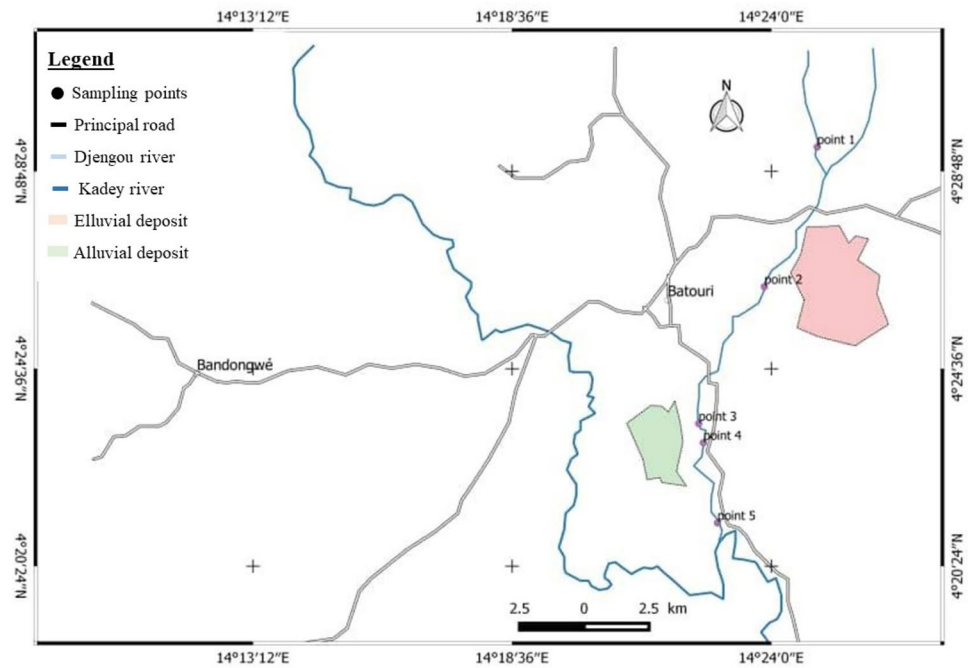 14°13'12"E 14°18'36"E 14°24'0"E
Legend
Sampling points
Principal road
Djengou river
Kadey river
Elluvial deposit
Alluvial deposit
N
point 1
4°28'48"N 4°28'48"N
point 2
Batouri
4°24'36"N 4°24'36"N
Bandongwé
point 3
point 4
point 5
4°20'24"N 4°20'24"N
2.5 0 2.5 km
14°13'12"E 14°18'36"E 14°24'0"E